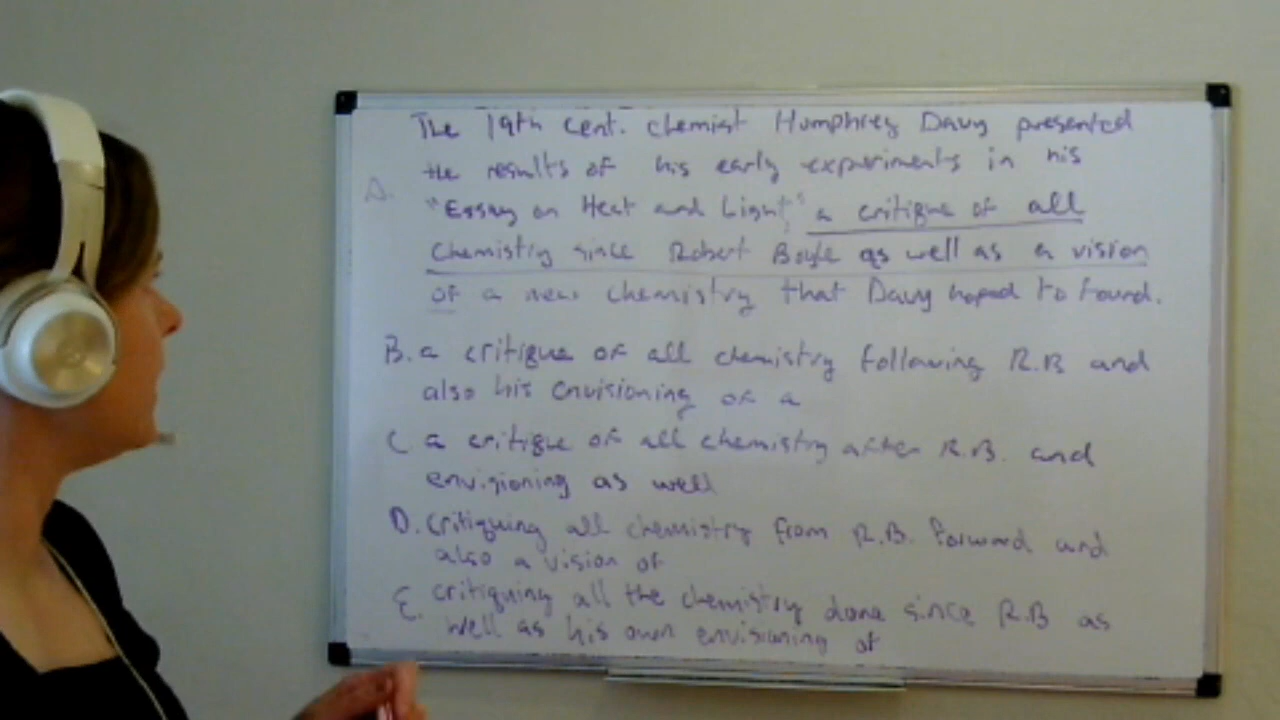 The 19th cent. chemist Humphrey Davy presented
the results of his early experiments in his
A. "Essay on Heat and Light" a critique of all
chemistry since Robert Boyle as well as a vision
of a new chemistry that Davy hoped to found.
B. a critique of all chemistry following R.B and
also his envisioning of a
C a critique of all chemistry after R.B. and
envisioning as well
D. critiquing all chemistry from R.B. forward and
also a vision of
E. critiquing all the chemistry done since R.B as
well as his own envisioning of